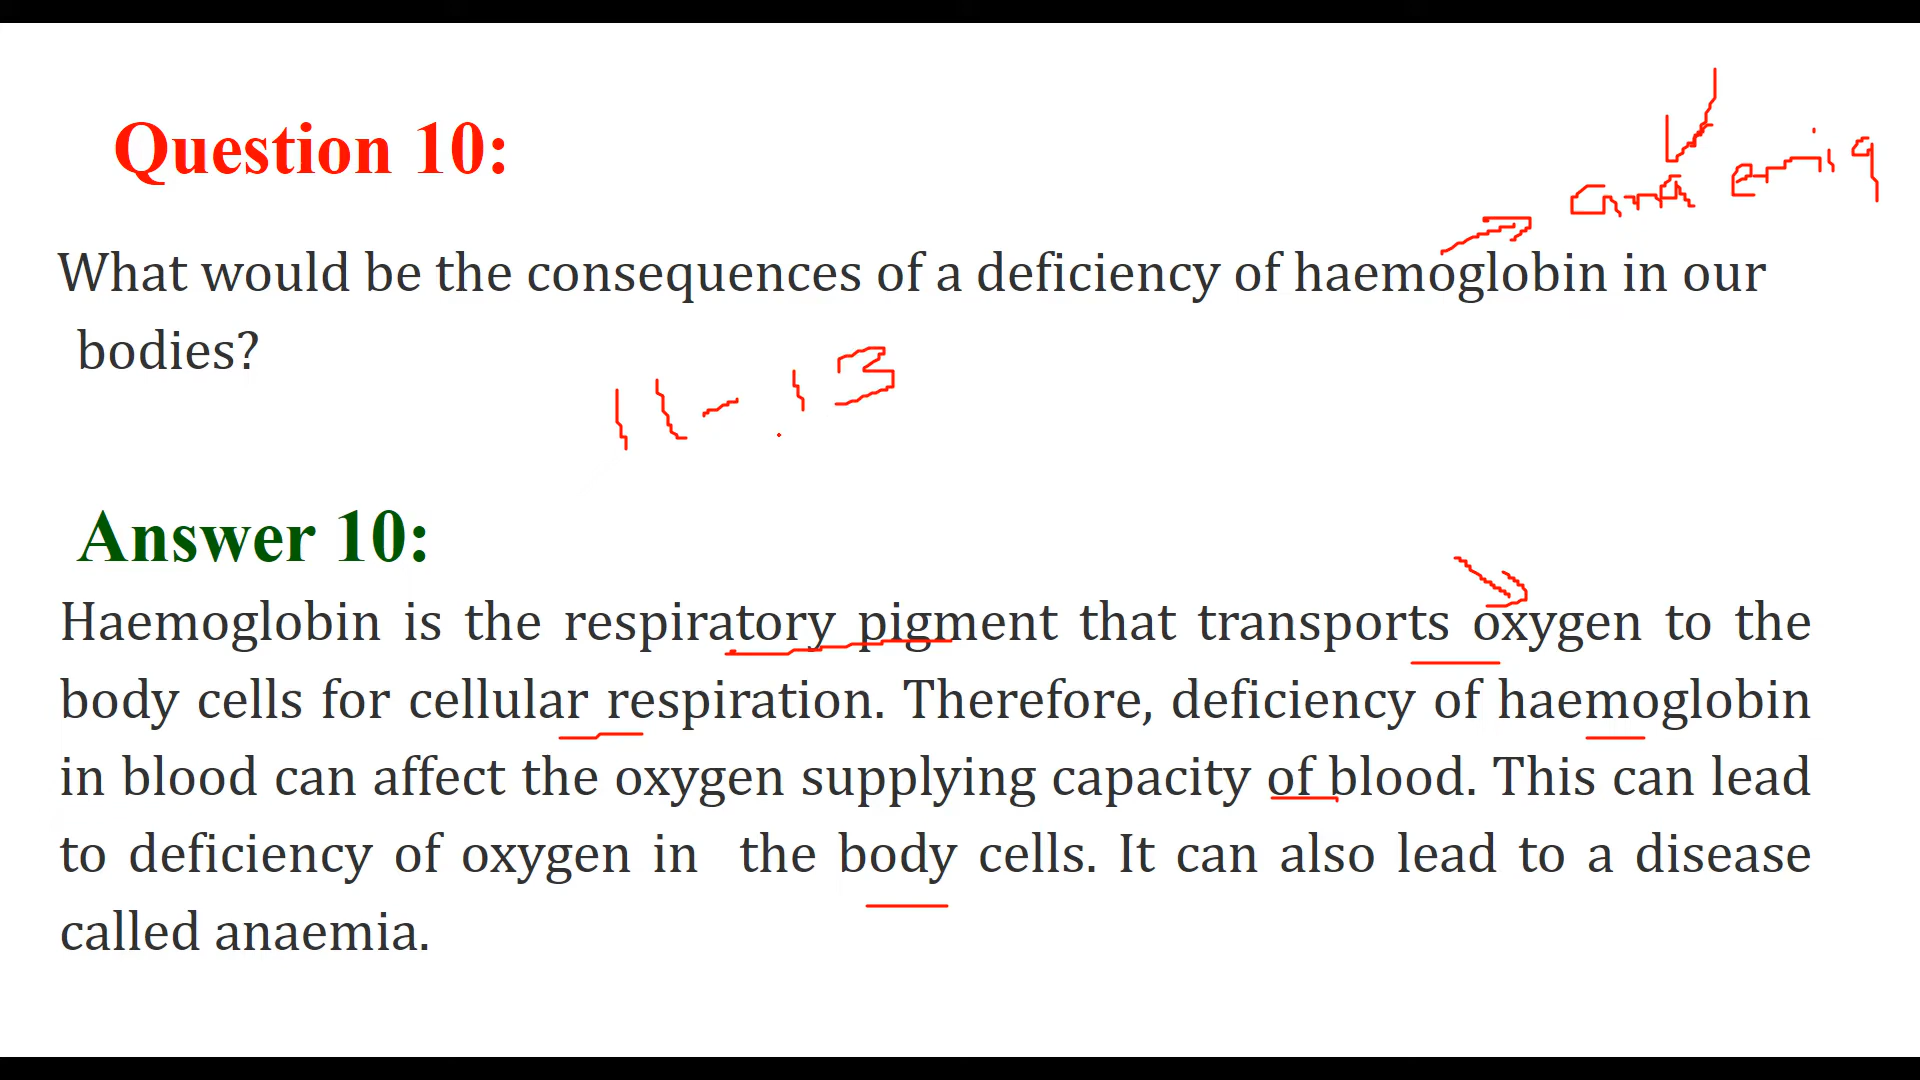 Question 10:
anaemia
What would be the consequences of a deficiency of haemoglobin in our
bodies?
11-13
Answer 10:
Haemoglobin is the respiratory pigment that transports oxygen to the
body cells for cellular respiration. Therefore, deficiency of haemoglobin
in blood can affect the oxygen supplying capacity of blood. This can lead
to deficiency of oxygen in the body cells. It can also lead to a disease
called anaemia.